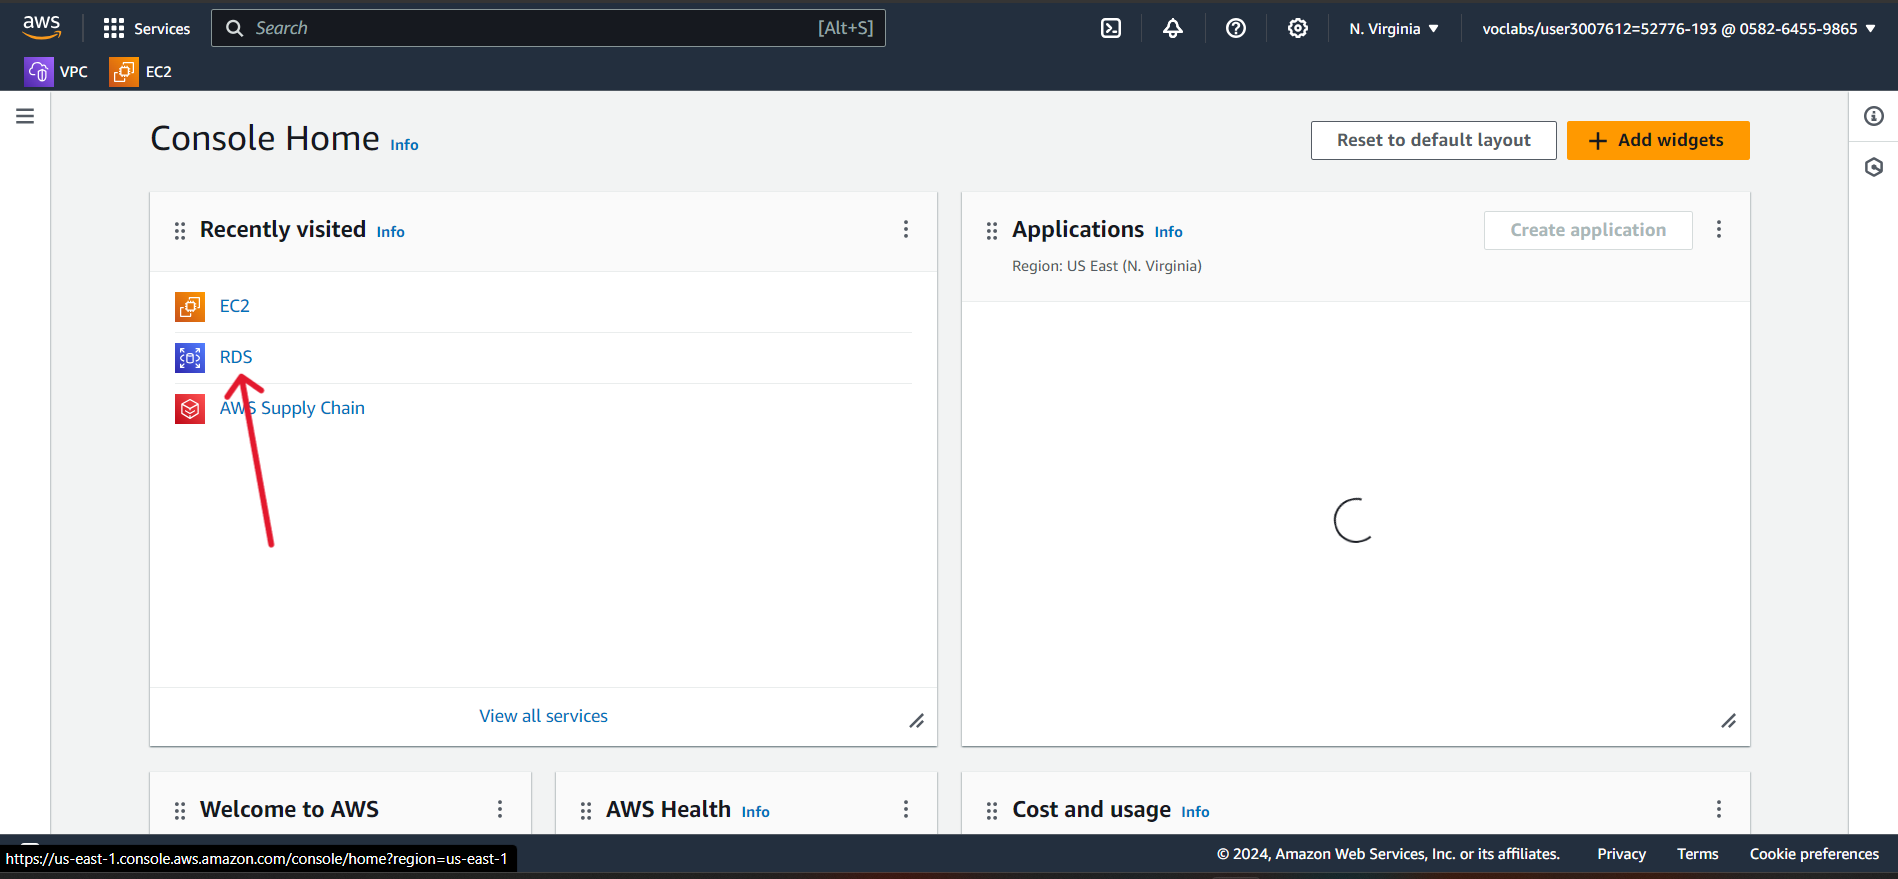 aws
Services
Search [Alt+S]
N. Virginia
voclabs/user3007612=52776-193 @ 0582-6455-9865
VPC
EC2
Console Home Info
Reset to default layout
Add widgets
Recently visited Info
EC2
RDS
AWS Supply Chain
View all services
Applications Info
Region: US East (N. Virginia)
Create application
Welcome to AWS
AWS Health Info
Cost and usage Info
https://us-east-1.console.aws.amazon.com/console/home?region=us-east-1
© 2024, Amazon Web Services, Inc. or its affiliates. Privacy Terms Cookie preferences